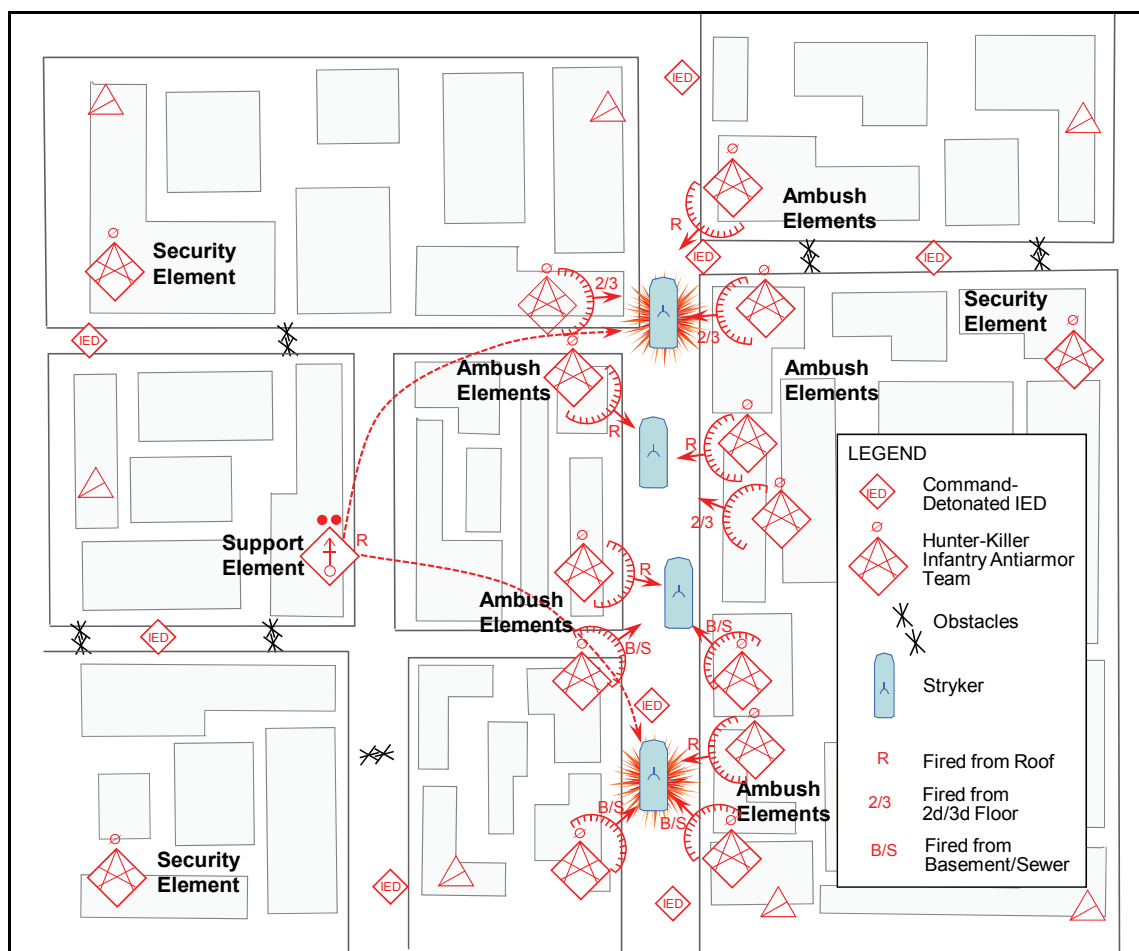 IED
Ambush
Elements
R
IED
IED
Security
Element
2/3
Security
Element
2/3
IED
Ambush
Elements
Ambush
Elements
R
R
LEGEND
IED
Command-
Detonated IED
Hunter-Killer
Infantry Antiarmor
Team
Obstacles
Stryker
R
Fired from Roof
2/3
Fired from
2d/3d Floor
B/S
Fired from
Basement/Sewer
2/3
R
Support
Element
R
Ambush
Elements
IED
B/S
B/S
IED
R
Ambush
Elements
B/S
B/S
Security
Element
IED
IED